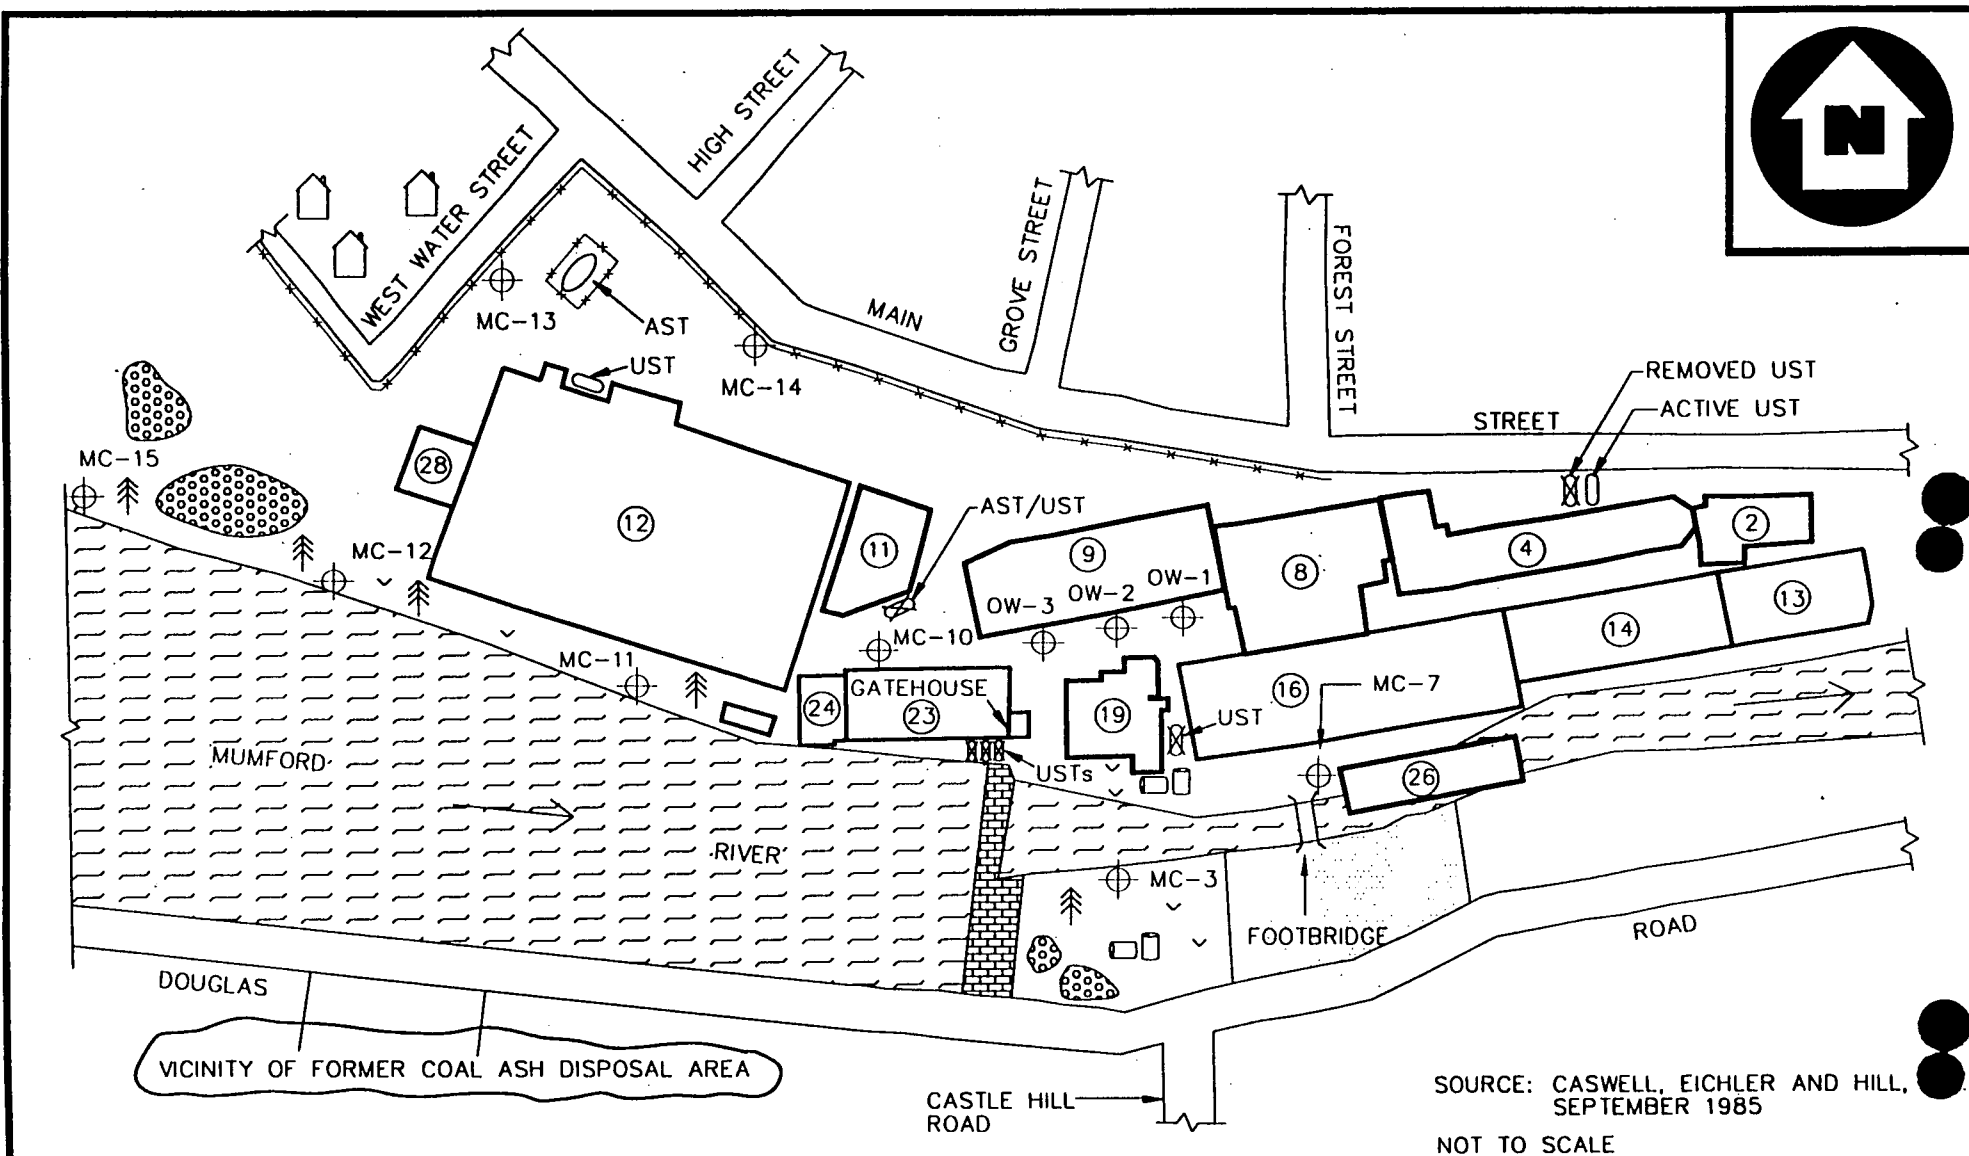 N
HIGH STREET
WEST WATER STREET
GROVE STREET
FOREST STREET
MAIN
STREET
MC-13
AST
UST
MC-14
REMOVED UST
ACTIVE UST
MC-15
28
12
11
AST/UST
9
8
4
2
MC-12
OW-3
OW-2
OW-1
13
14
MC-10
MC-11
GATEHOUSE
24
23
19
16
MC-7
UST
USTs
26
MUMFORD
RIVER
MC-3
FOOTBRIDGE
ROAD
DOUGLAS
VICINITY OF FORMER COAL ASH DISPOSAL AREA
CASTLE HILL
ROAD
SOURCE: CASWELL, EICHLER AND HILL,
SEPTEMBER 1985
NOT TO SCALE